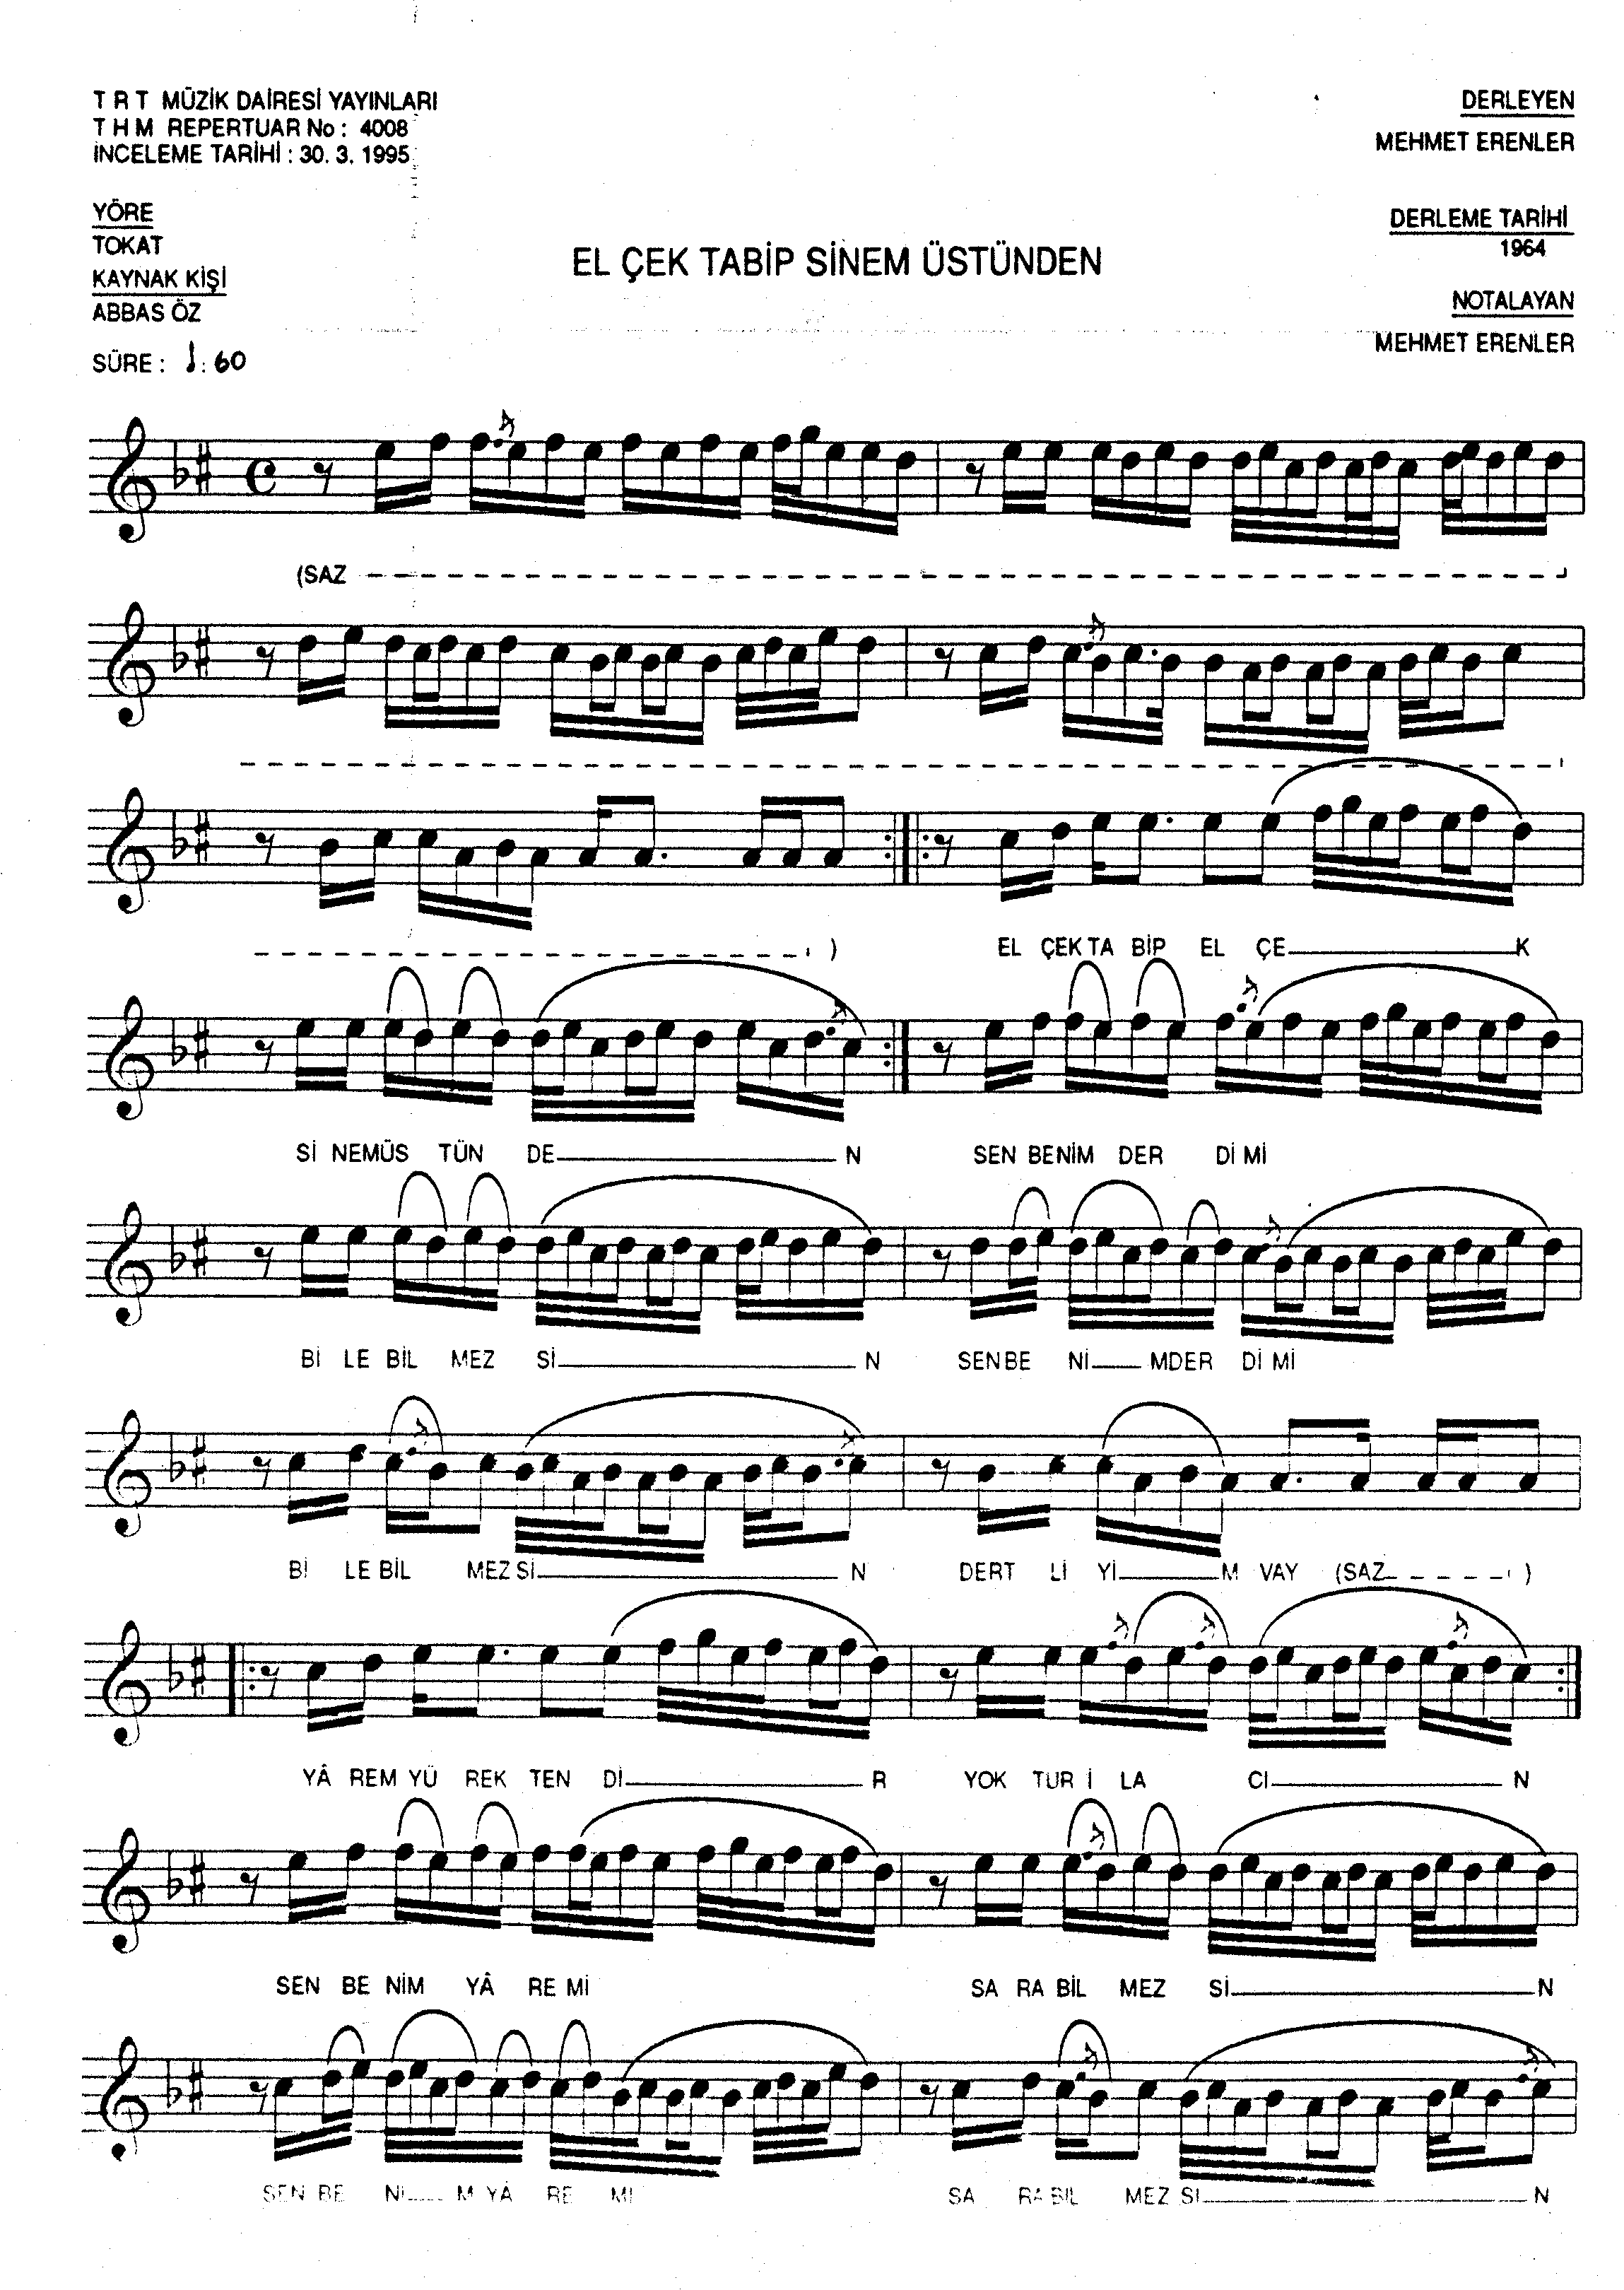 T R T MÜZİK DAİRESİ YAYINLARI
T H M REPERTUAR No : 4008
İNCELEME TARİHİ : 30. 3. 1995
DERLEYEN
MEHMET ERENLER
YÖRE
TOKAT
KAYNAK KİŞİ
ABBAS ÖZ
SÜRE : ♩: 60
EL ÇEK TABİP SİNEM ÜSTÜNDEN
DERLEME TARİHİ
1964
NOTALAYAN
MEHMET ERENLER
(SAZ
)
EL ÇEK TA BİP EL ÇE K
Sİ NEMÜS TÜN DE N SEN BENİM DER Dİ Mİ
Bİ LE BİL MEZ Sİ N SENBE Nİ MDER Dİ Mİ
Bİ LE BİL MEZ Sİ N DERT Lİ Yİ M VAY (SAZ )
YÂ REM YÜ REK TEN Dİ R YOK TUR İ LA CI N
SEN BE NİM YÂ RE Mİ SA RA BİL MEZ Sİ N
SEN BE Nİ M YÂ RE Mİ SA RA BİL MEZ Sİ N